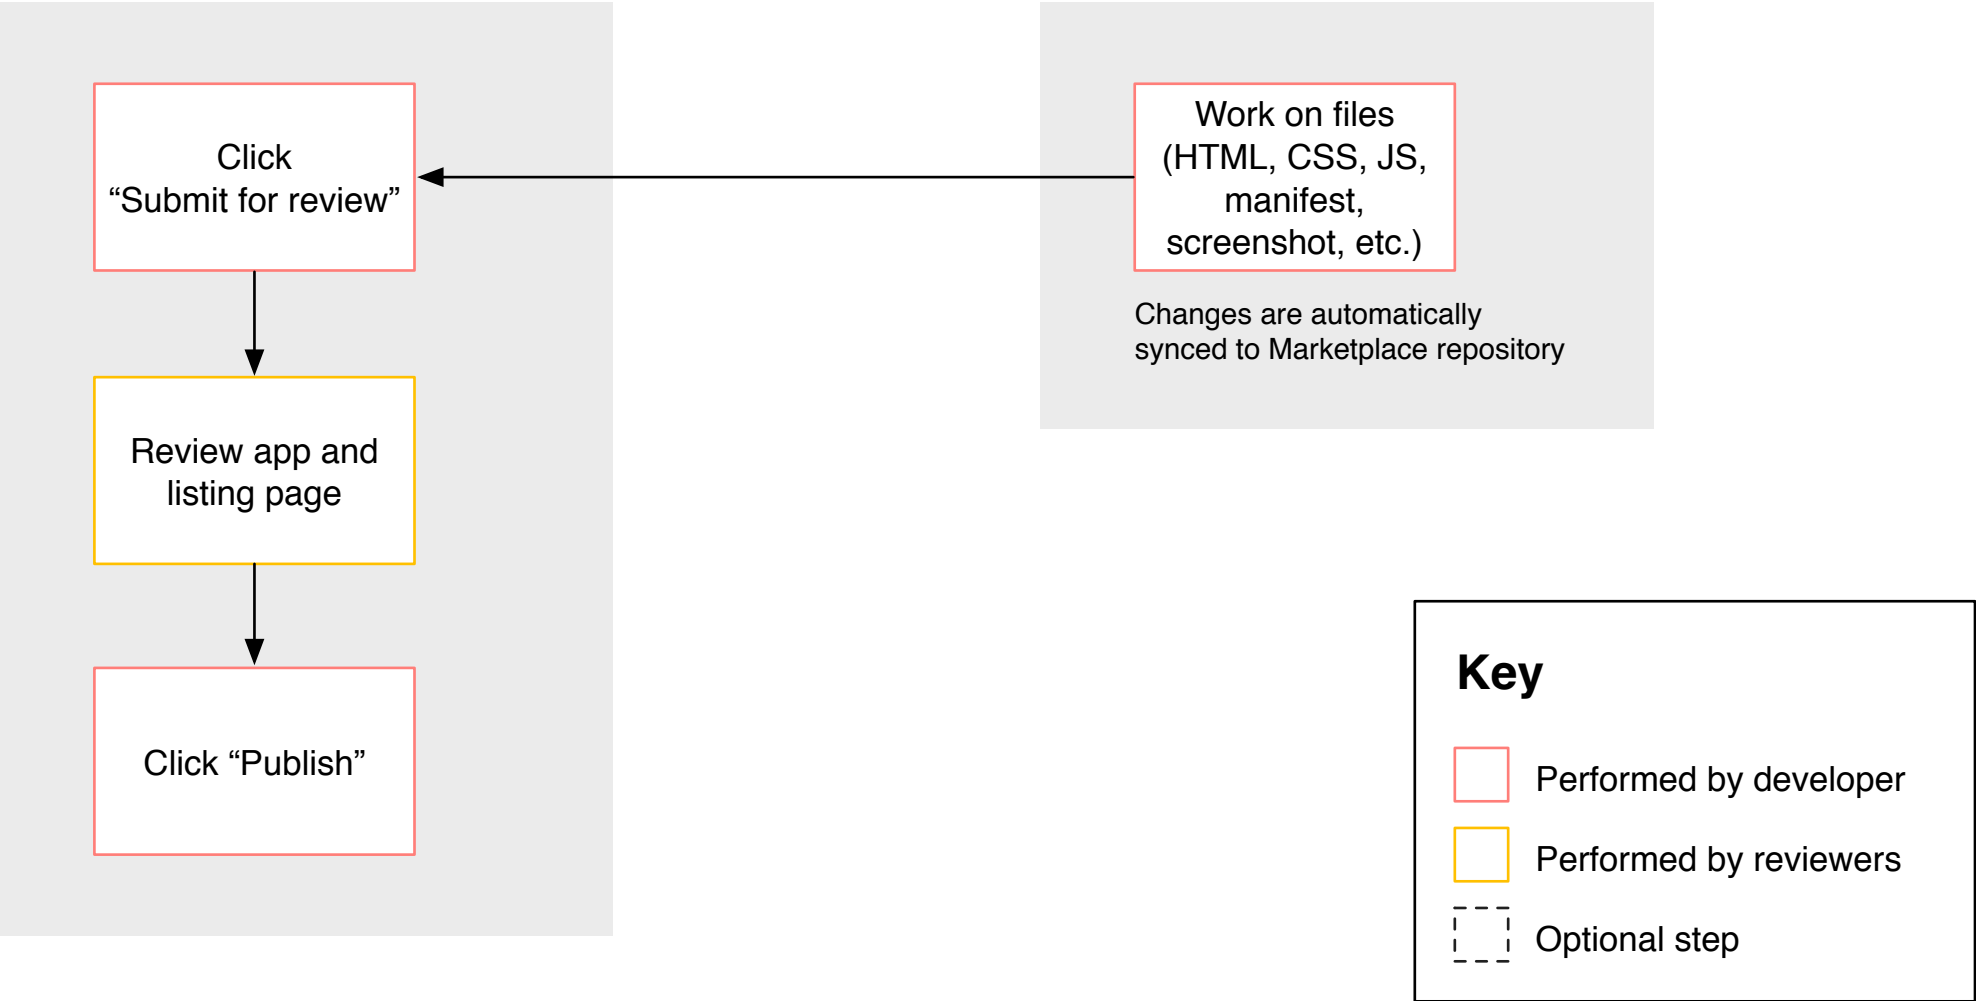 Click
“Submit for review”
Review app and
listing page
Click “Publish”
Work on files
(HTML, CSS, JS,
manifest,
screenshot, etc.)
Changes are automatically
synced to Marketplace repository
Key
Performed by developer
Performed by reviewers
Optional step